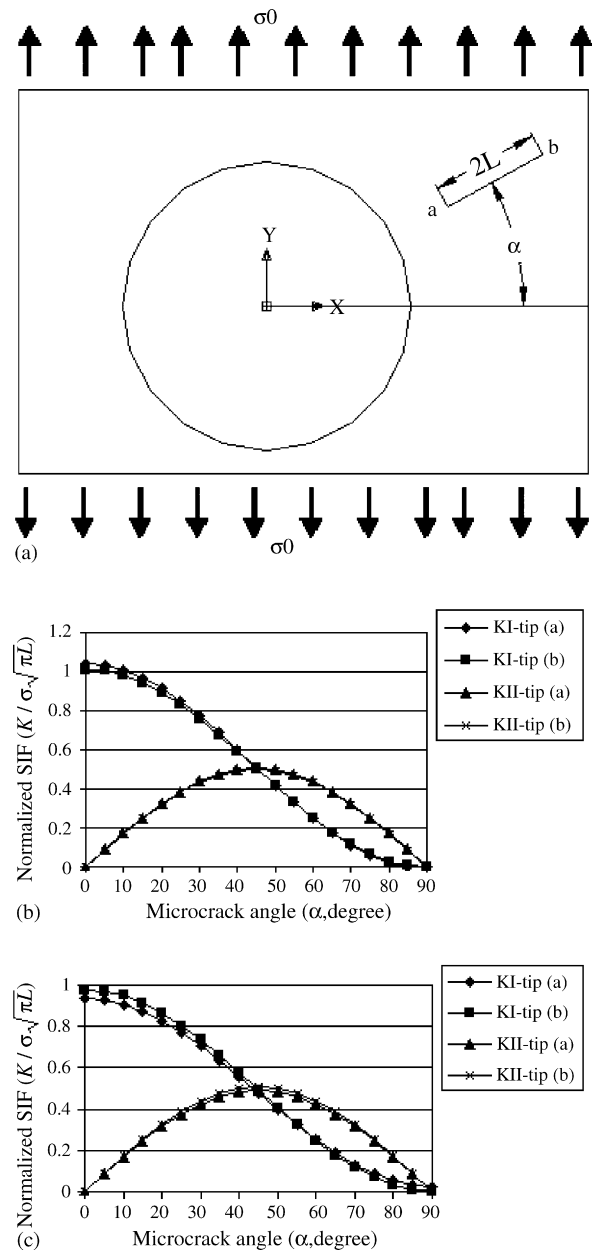 σ0
2L
b
a
Y
α
X
σ0
(a)
KI-tip (a)
KI-tip (b)
KII-tip (a)
KII-tip (b)
Normalized SIF (K / σ√πL)
1.2
1
0.8
0.6
0.4
0.2
0
0 10 20 30 40 50 60 70 80 90
Microcrack angle (α,degree)
(b)
KI-tip (a)
KI-tip (b)
KII-tip (a)
KII-tip (b)
Normalized SIF (K / σ√πL)
1
0.8
0.6
0.4
0.2
0
0 10 20 30 40 50 60 70 80 90
Microcrack angle (α,degree)
(c)